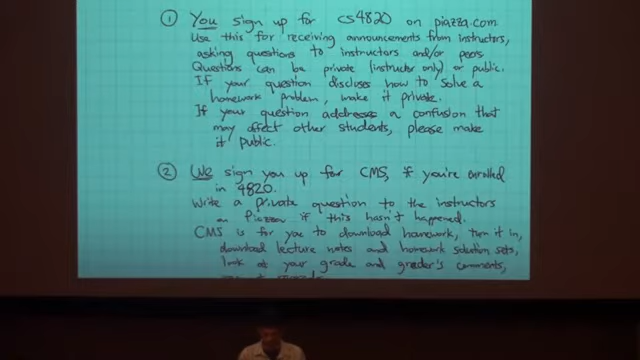 ① You sign up for CS4820 on piazza.com
Use this for receiving announcements from instructors,
asking questions to instructors and/or peers.
Questions can be private (instructor only) or public.
If your question discloses how to solve a
homework problem, make it private.
If your question addresses a confusion that
may affect other students, please make
it public.
② We sign you up for CMS, if you're enrolled
in 4820.
Write a private question to the instructors
on Piazza if this hasn't happened.
CMS is for you to download homework, turn it in,
download lecture notes and homework solution sets,
look at your grade and grader's comments,